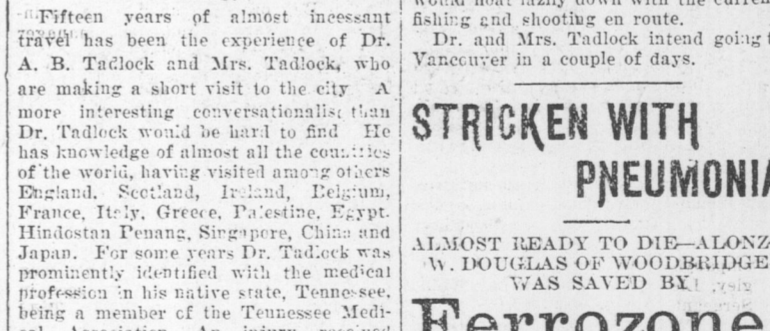 Fifteen years of almost incessant
travel has been the experience of Dr.
A. B. Tadlock and Mrs. Tadlock, who
are making a short visit to the city A
more interesting conversationalist than
Dr. Tadlock would be hard to find He
has knowledge of almost all the countries
of the world, having visited among others
England, Scotland, Ireland, Belgium,
France, Italy, Greece, Palestine, Egypt.
Hindostan Penang, Singapore, China and
Japan. For some years Dr. Tadlock was
prominently identified with the medical
profession in his native state, Tennessee,
being a member of the Tennessee Medi-
cal Association. An injury received
would float lazily down with the
fishing and shooting en route.
Dr. and Mrs. Tadlock intend going
Vancouver in a couple of days.
STRICKEN WITH
PNEUMONIA
ALMOST READY TO DIE—ALONZ
W. DOUGLAS OF WOODBRIDGE
WAS SAVED BY
Ferrozone